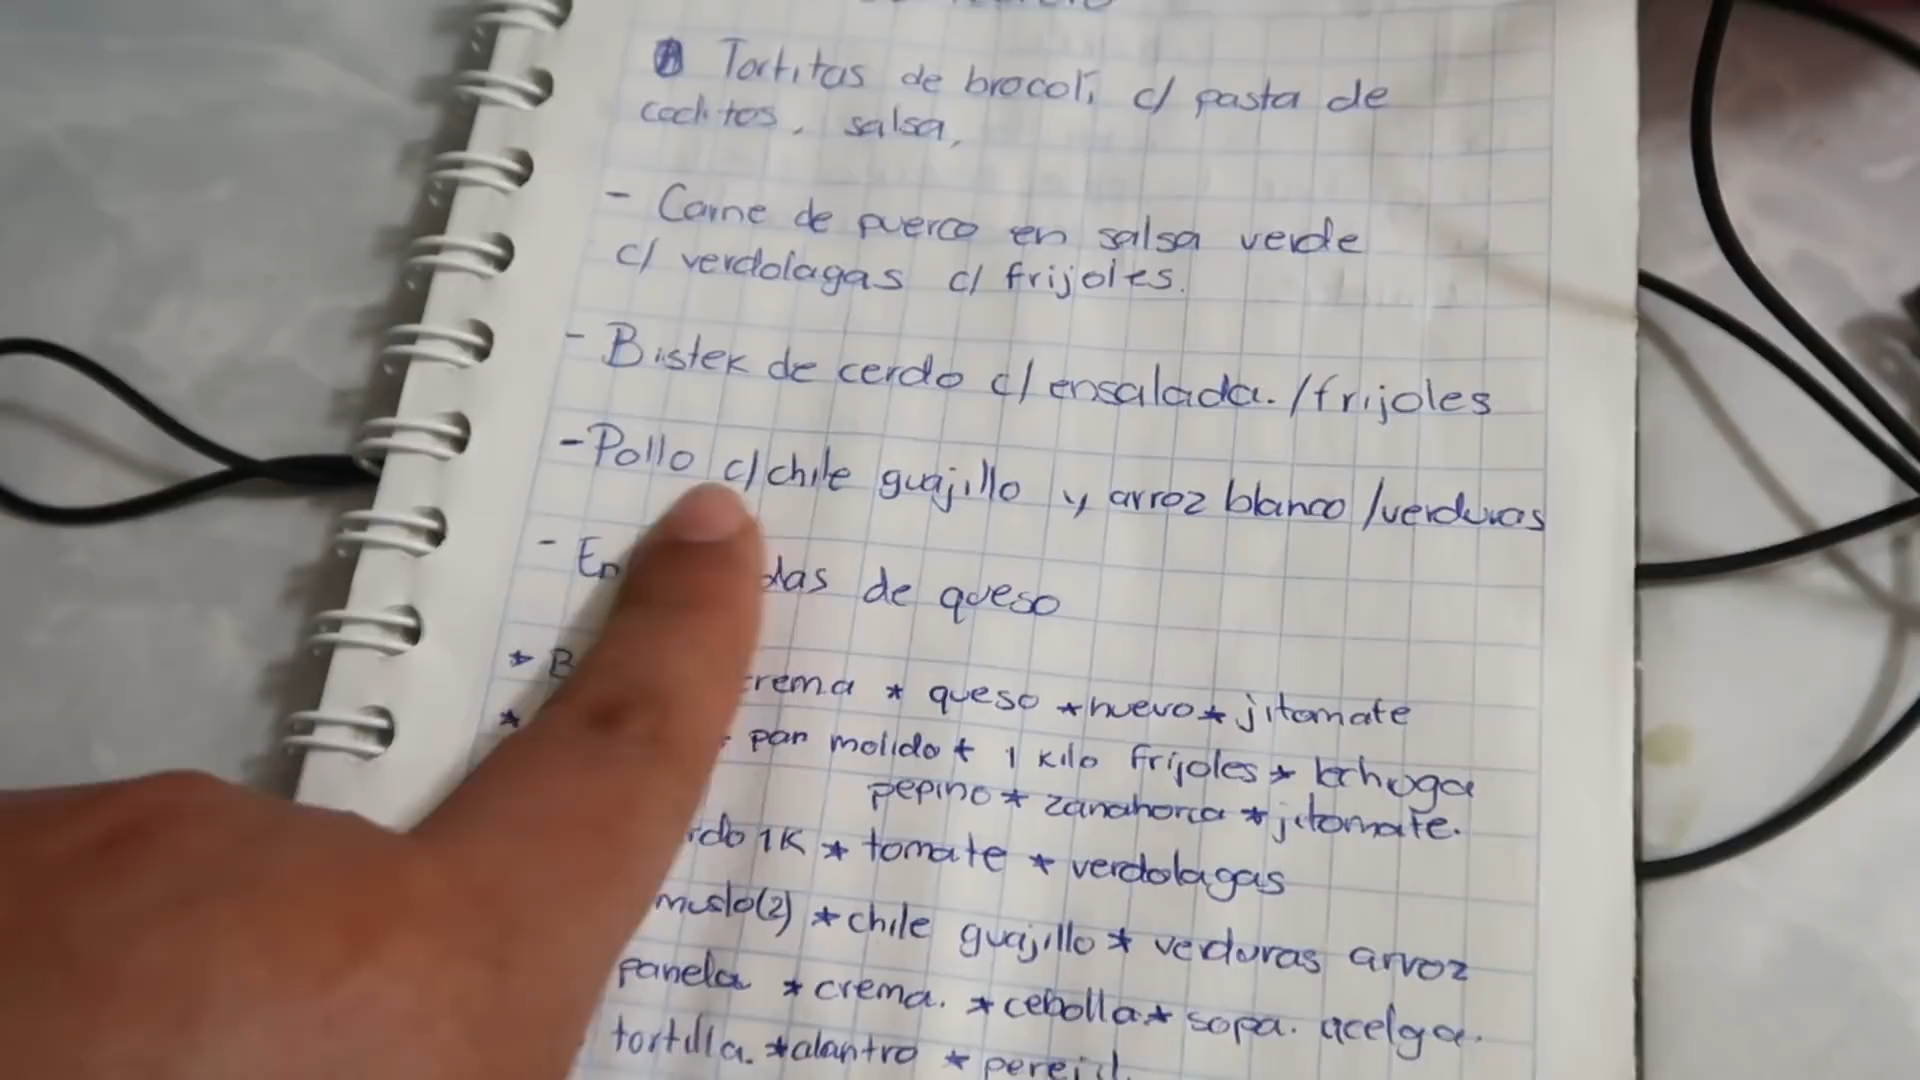 Tortitas de brocoli, c/ pasta de
coditos, salsa,
- Carne de puerco en salsa verde
c/ verdolagas c/ frijoles.
- Bistek de cerdo c/ ensalada. /frijoles
- Pollo c/chile guajillo y arroz blanco /verduras
- de queso
* * queso * huevo * jitomate
* pan molido * 1 kilo frijoles * lechuga
pepino * zanahoria * jitomate.
1K * tomate * verdolagas
muslo(2) * chile guajillo * verduras arroz
panela * crema. * cebolla * sopa. acelga.
tortilla. * cilantro * perejil.